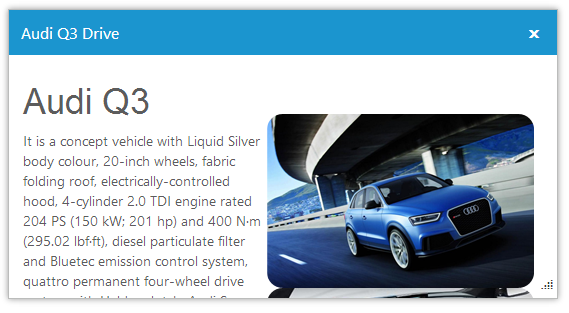 Audi Q3 Drive
x
Audi Q3
It is a concept vehicle with Liquid Silver
body colour, 20-inch wheels, fabric
folding roof, electrically-controlled
hood, 4-cylinder 2.0 TDI engine rated
204 PS (150 kW; 201 hp) and 400 N·m
(295.02 lbf·ft), diesel particulate filter
and Bluetec emission control system,
quattro permanent four-wheel drive